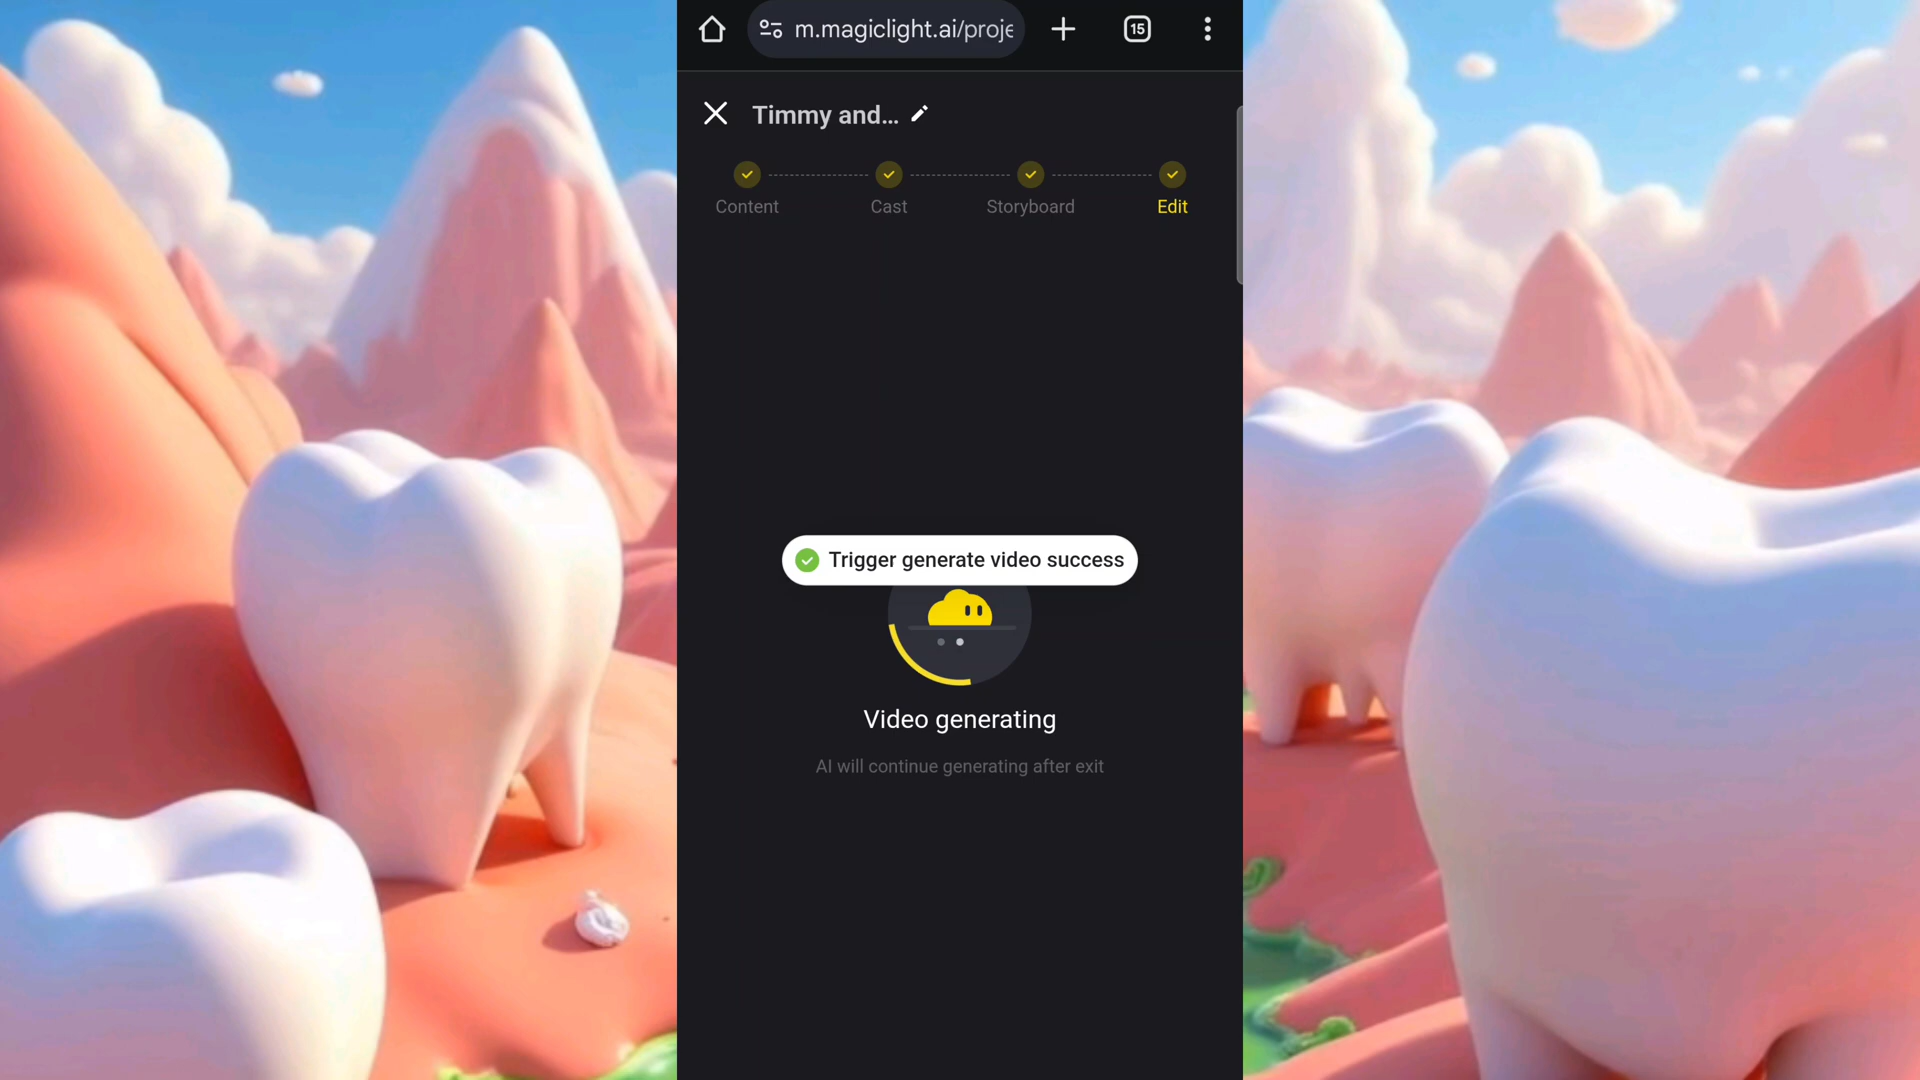 m.magiclight.ai/proje
15
Timmy and...
Content
Cast
Storyboard
Edit
Trigger generate video success
Video generating
AI will continue generating after exit